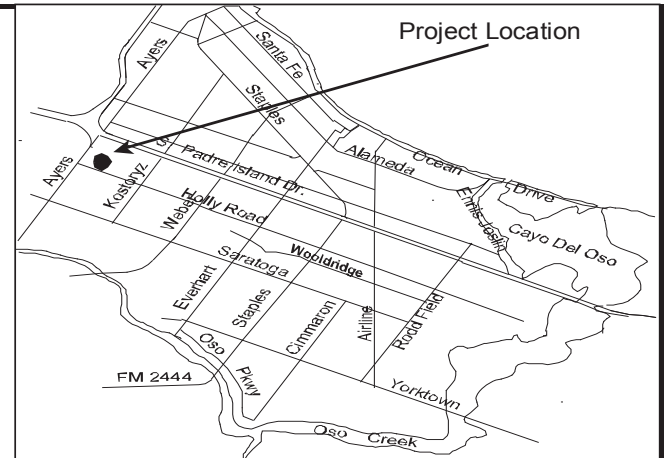 Project Location
Ayers
Santa Fe
Staples
Alameda
Ocean
Drive
Ennis Joslin
Cayo Del Oso
S. Padre Island Dr.
Ayers
Kostoryz
Weber
Holly Road
Wooldridge
Saratoga
Everhart
Staples
Cimmaron
Airline
Rodd Field
Oso
Pkwy
FM 2444
Yorktown
Oso Creek